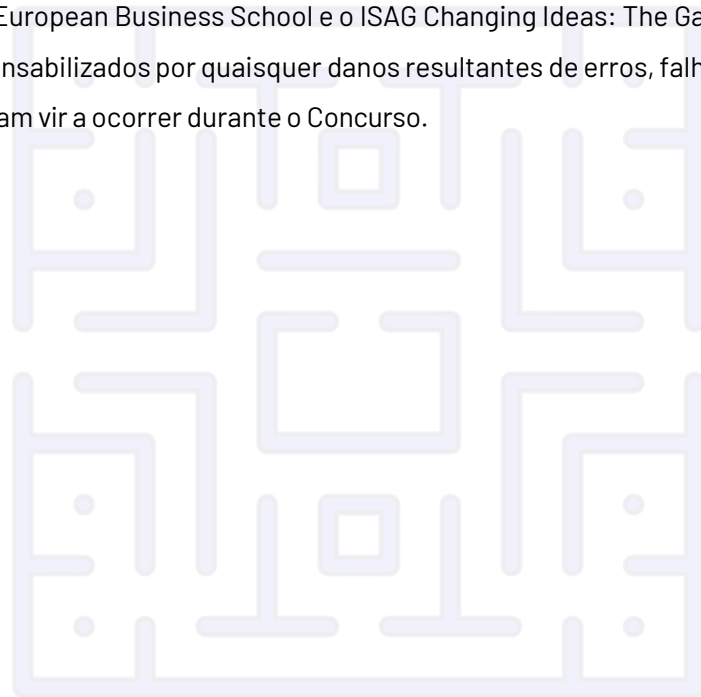 European Business School e o ISAG Changing Ideas: The Ga
nsabilizados por quaisquer danos resultantes de erros, falh
am vir a ocorrer durante o Concurso.